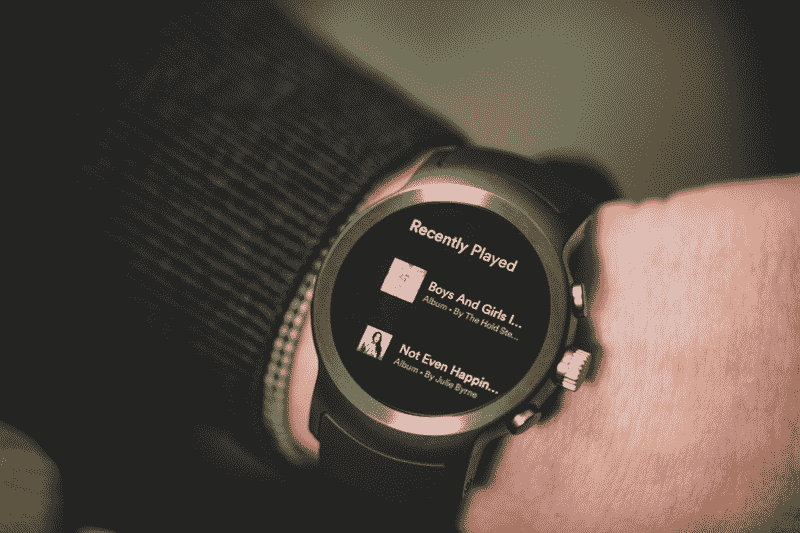 Recently Played
Boys And Girls I...
Album • By The Hold Ste...
Not Even Happin...
Album • By Julie Byrne